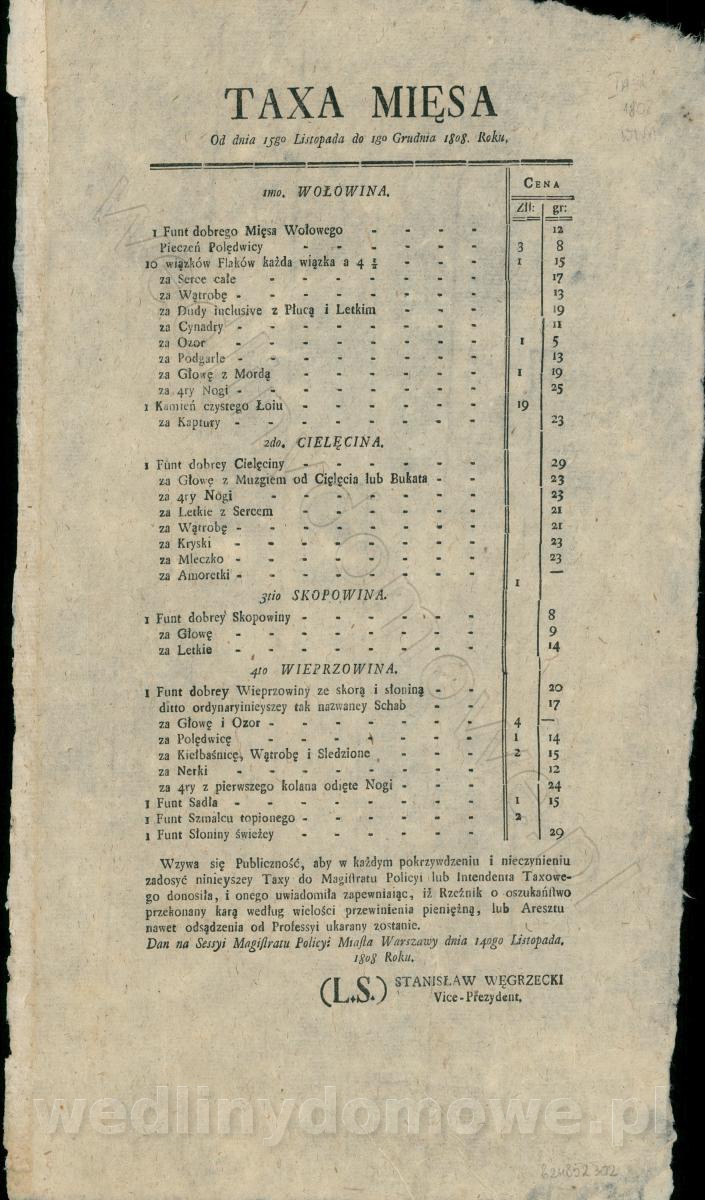 TAXA MIĘSA
Od dnia 15go Listopada do 1go Grudnia 1808. Roku.
CENA
1mo. WOŁOWINA.
Zll: gr:
1 Funt dobrego Mięsa Wołowego - - - - 12
Pieczeń Polędwicy - - - - - - 3 8
10 wiązków Flaków każda wiązka a 4 ½ - - - - 1 15
za Serce całe - - - - - - - 17
za Wątrobę - - - - - - - - 13
za Dudy inclusive z Płucą i Letkim - - - 19
za Cynadry - - - - - - - - 11
za Ozor - - - - - - - - 1 5
za Podgarle - - - - - - - - 13
za Głowę z Mordą - - - - - - 1 19
za 4ry Nogi - - - - - - - - 25
1 Kamień czystego Łoiu - - - - - - 19
za Kaptury - - - - - - - - 23
2do. CIELĘCINA.
1 Funt dobrey Cielęciny - - - - - - 29
za Głowę z Muzgiem od Cięlęcia lub Bukata - - 23
za 4ry Nogi - - - - - - - 23
za Letkie z Sercem - - - - - - 21
za Wątrobę - - - - - - - - 21
za Kryski - - - - - - - - 23
za Mleczko - - - - - - - - 23
za Amoretki - - - - - - - - 1 —
3tio SKOPOWINA.
1 Funt dobrey Skopowiny - - - - - - 8
za Głowę - - - - - - - - 9
za Letkie - - - - - - - - 14
4to WIEPRZOWINA.
1 Funt dobrey Wieprzowiny ze skorą i słoniną - - 20
ditto ordynaryinieyszey tak nazwaney Schab - - 17
za Głowę i Ozor - - - - - - - 4 —
za Polędwicę - - - - - - - 1 14
za Kiełbaśnicę, Wątrobę i Sledzione - - - 2 15
za Nerki - - - - - - - - 12
za 4ry z pierwszego kolana odięte Nogi - - - 24
1 Funt Sadła - - - - - - - - 1 15
1 Funt Szmalcu topionego - - - - - - 2
1 Funt Słoniny świeżey - - - - - - 29
Wzywa się Publiczność, aby w każdym pokrzywdzeniu i nieczynieniu
zadosyć ninieyszey Taxy do Magistratu Policyi lub Intendenta Taxowe-
go donosiła, i onego uwiadomiła zapewniaiąc, iż Rzeźnik o oszukaństwo
przekonany karą według wielości przewinienia pieniężną, lub Aresztu
nawet odsądzenia od Professyi ukarany zostanie.
Dan na Sessyi Magistratu Policyi Miasta Warszawy dnia 14ogo Listopada.
1808 Roku.
(L.S.) STANISŁAW WĘGRZECKI
Vice-Prezydent.
wedlinydomowe.pl
624852302